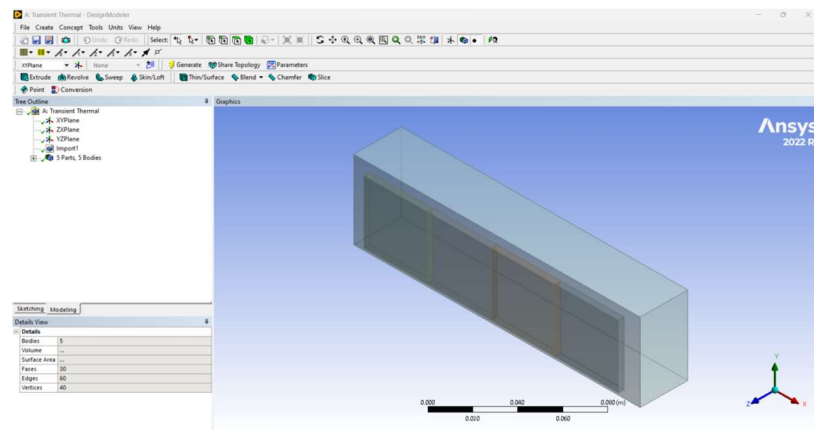 A: Transient Thermal - DesignModeler
File Create Concept Tools Units View Help
Undo Redo Select:
XYPlane None Generate Share Topology Parameters
Extrude Revolve Sweep Skin/Loft Thin/Surface Blend Chamfer Slice
Point Conversion
Tree Outline
A: Transient Thermal
XYPlane
ZXPlane
YZPlane
Import1
5 Parts, 5 Bodies
Sketching Modeling
Details View
Details
Bodies 5
Volume ...
Surface Area ...
Faces 30
Edges 60
Vertices 40
Graphics
Ansys
2022 R
0.000 0.040 0.080 (m)
0.020 0.060
Y
Z X